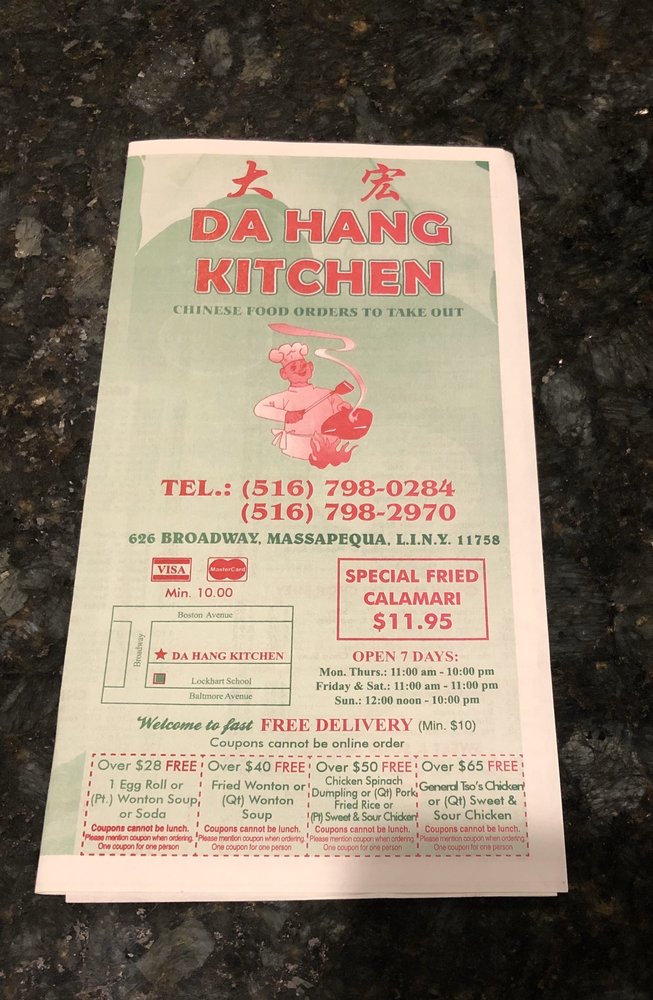 大 宏
DA HANG
KITCHEN
CHINESE FOOD ORDERS TO TAKE OUT
TEL.: (516) 798-0284
(516) 798-2970
626 BROADWAY, MASSAPEQUA, L.I.N.Y. 11758
VISA MasterCard
Min. 10.00
SPECIAL FRIED
CALAMARI
$11.95
Boston Avenue
Broadway
★ DA HANG KITCHEN
Lockhart School
Baltmore Avenue
OPEN 7 DAYS:
Mon. Thurs.: 11:00 am - 10:00 pm
Friday & Sat.: 11:00 am - 11:00 pm
Sun.: 12:00 noon - 10:00 pm
Welcome to fast FREE DELIVERY (Min. $10)
Coupons cannot be online order
Over $28 FREE
1 Egg Roll or
(Pt.) Wonton Soup
or Soda
Coupons cannot be lunch.
Please mention coupon when ordering.
One coupon for one person
Over $40 FREE
Fried Wonton or
(Qt) Wonton
Soup
Coupons cannot be lunch.
Please mention coupon when ordering.
One coupon for one person
Over $50 FREE
Chicken Spinach
Dumpling or (Qt) Pork
Fried Rice or
(Pt) Sweet & Sour Chicken
Coupons cannot be lunch.
Please mention coupon when ordering.
One coupon for one person
Over $65 FREE
General Tso's Chicken
or (Qt) Sweet &
Sour Chicken
Coupons cannot be lunch.
Please mention coupon when ordering.
One coupon for one person